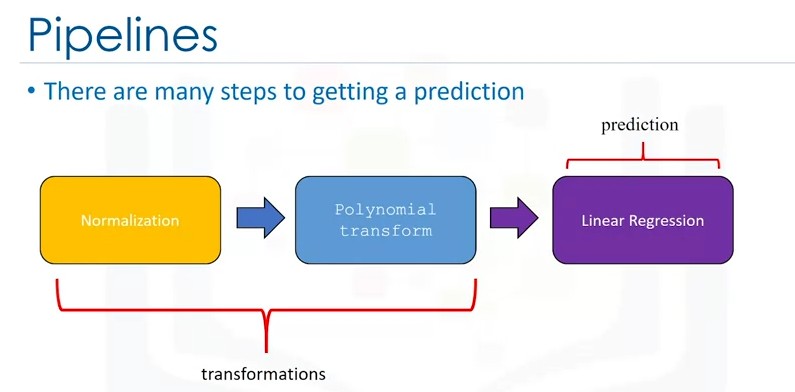 Pipelines
• There are many steps to getting a prediction
prediction
Normalization
Polynomial
transform
Linear Regression
transformations